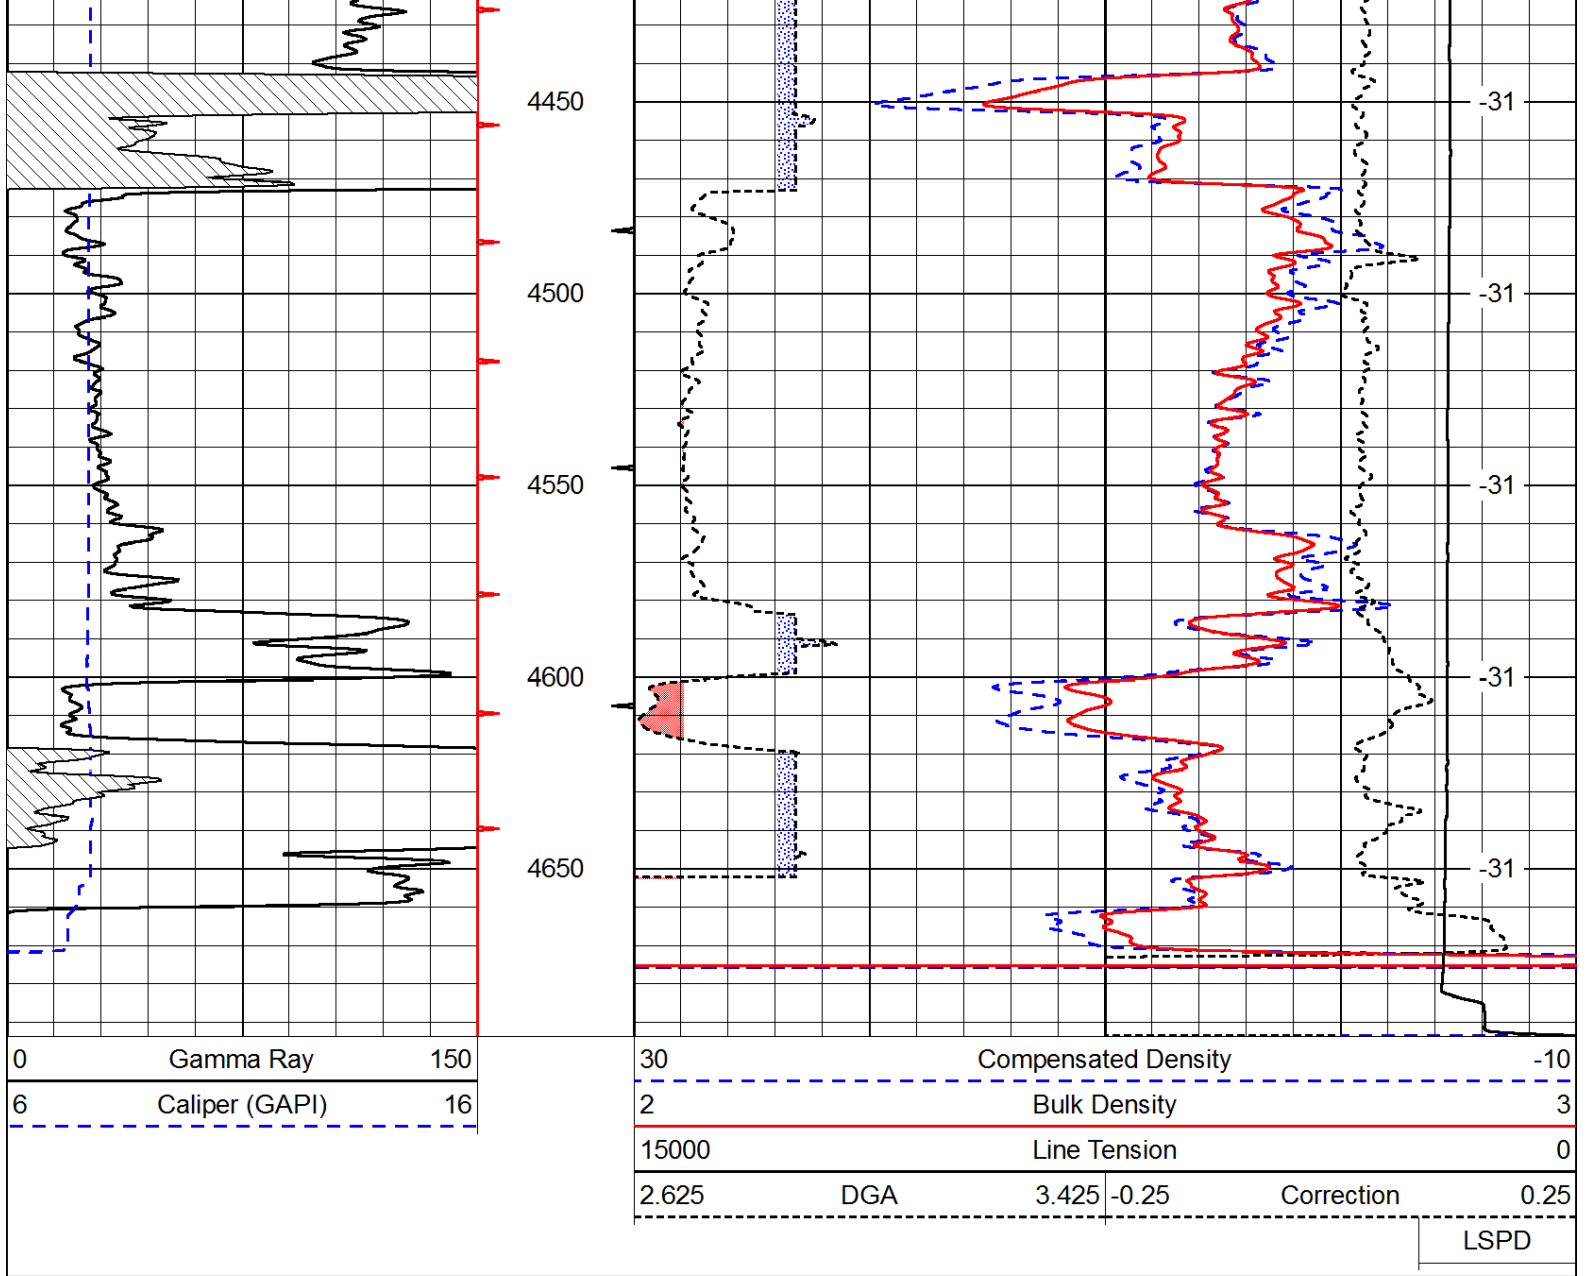 4450 -31
4500 -31
4550 -31
4600 -31
4650 -31
0 Gamma Ray 150
6 Caliper (GAPI) 16
30 Compensated Density -10
2 Bulk Density 3
15000 Line Tension 0
2.625 DGA 3.425 -0.25 Correction 0.25
LSPD